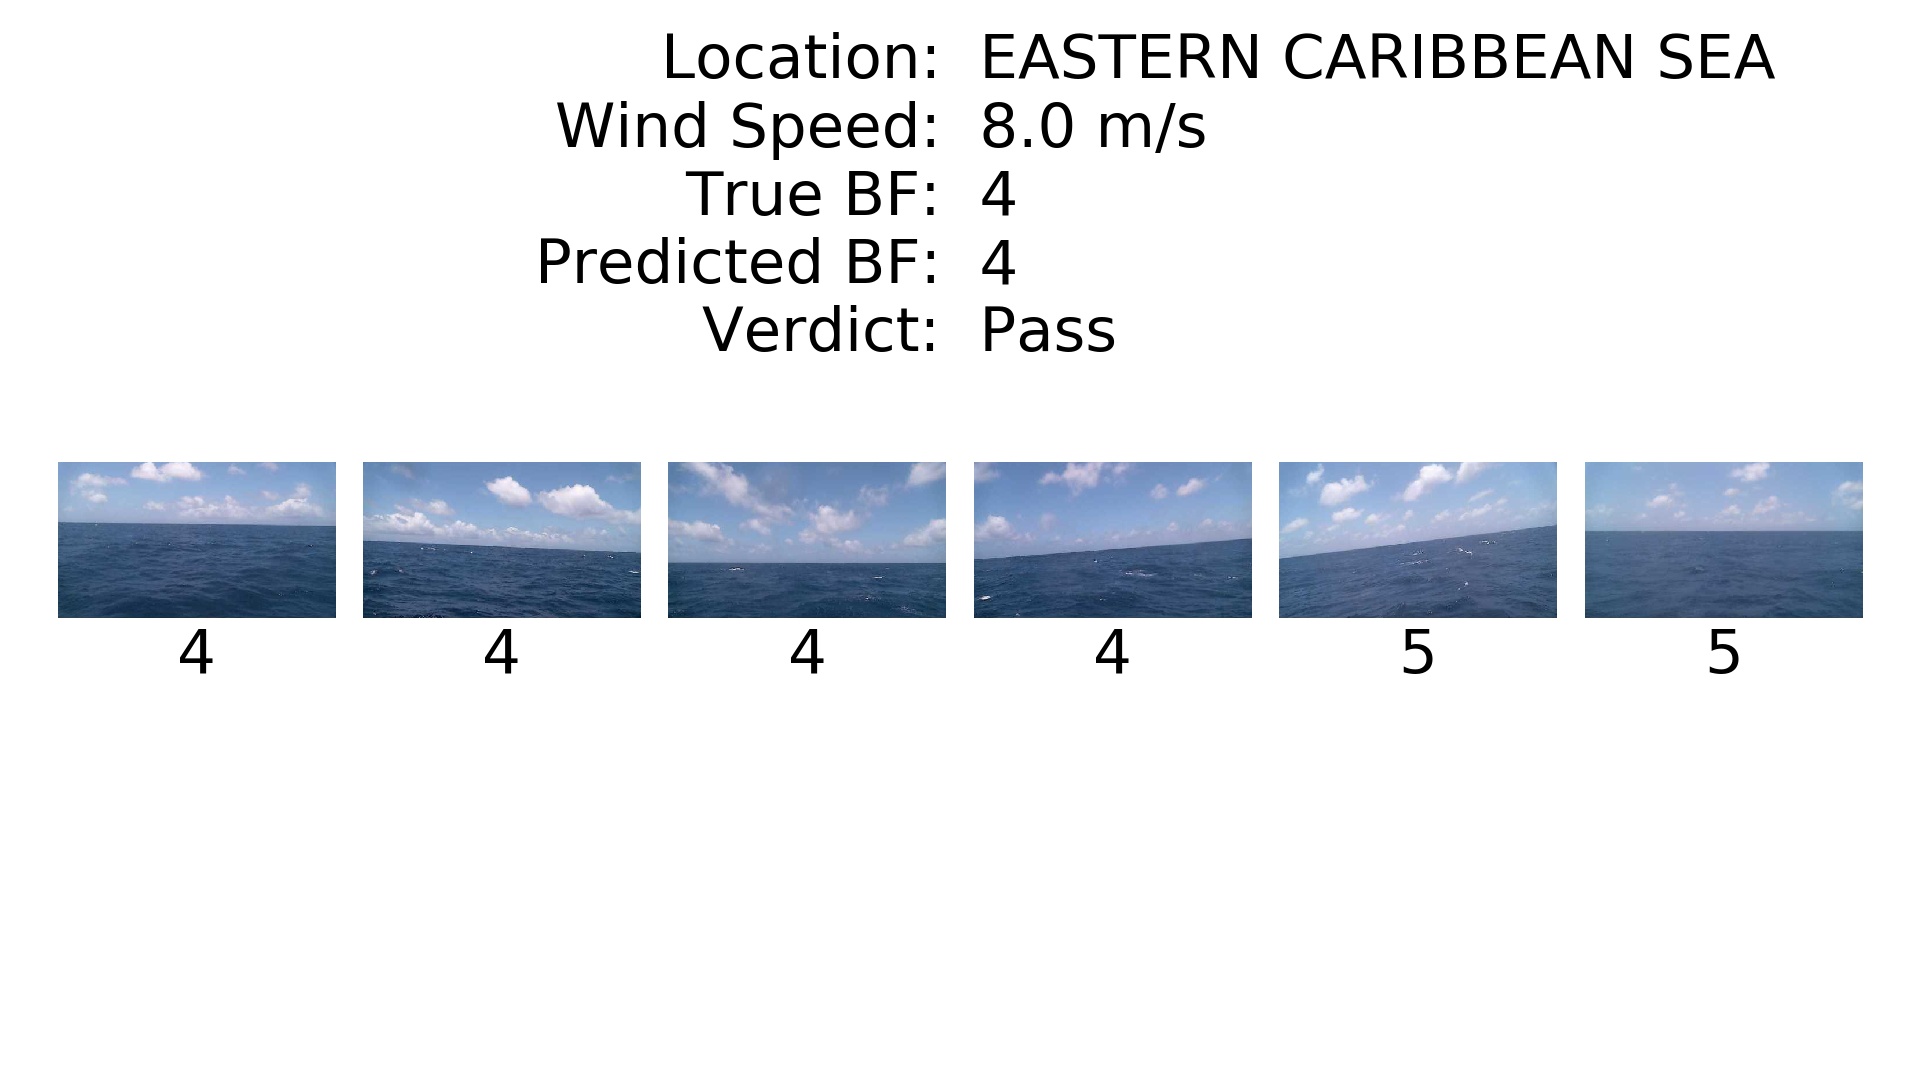 Location: EASTERN CARIBBEAN SEA
Wind Speed: 8.0 m/s
True BF: 4
Predicted BF: 4
Verdict: Pass
4 4 4 4 5 5